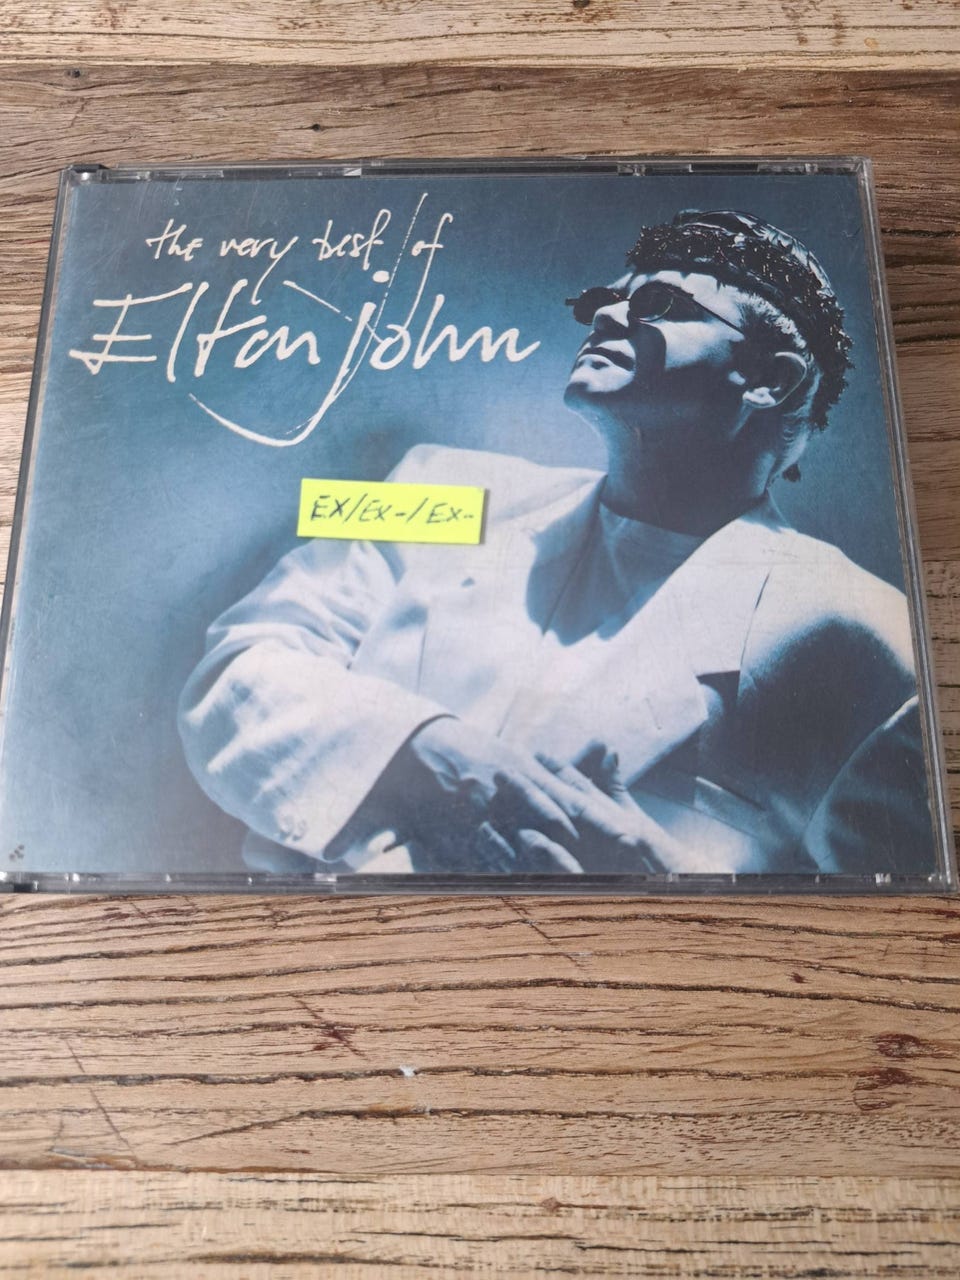 the very best of
Elton john
EX/EX-/EX--